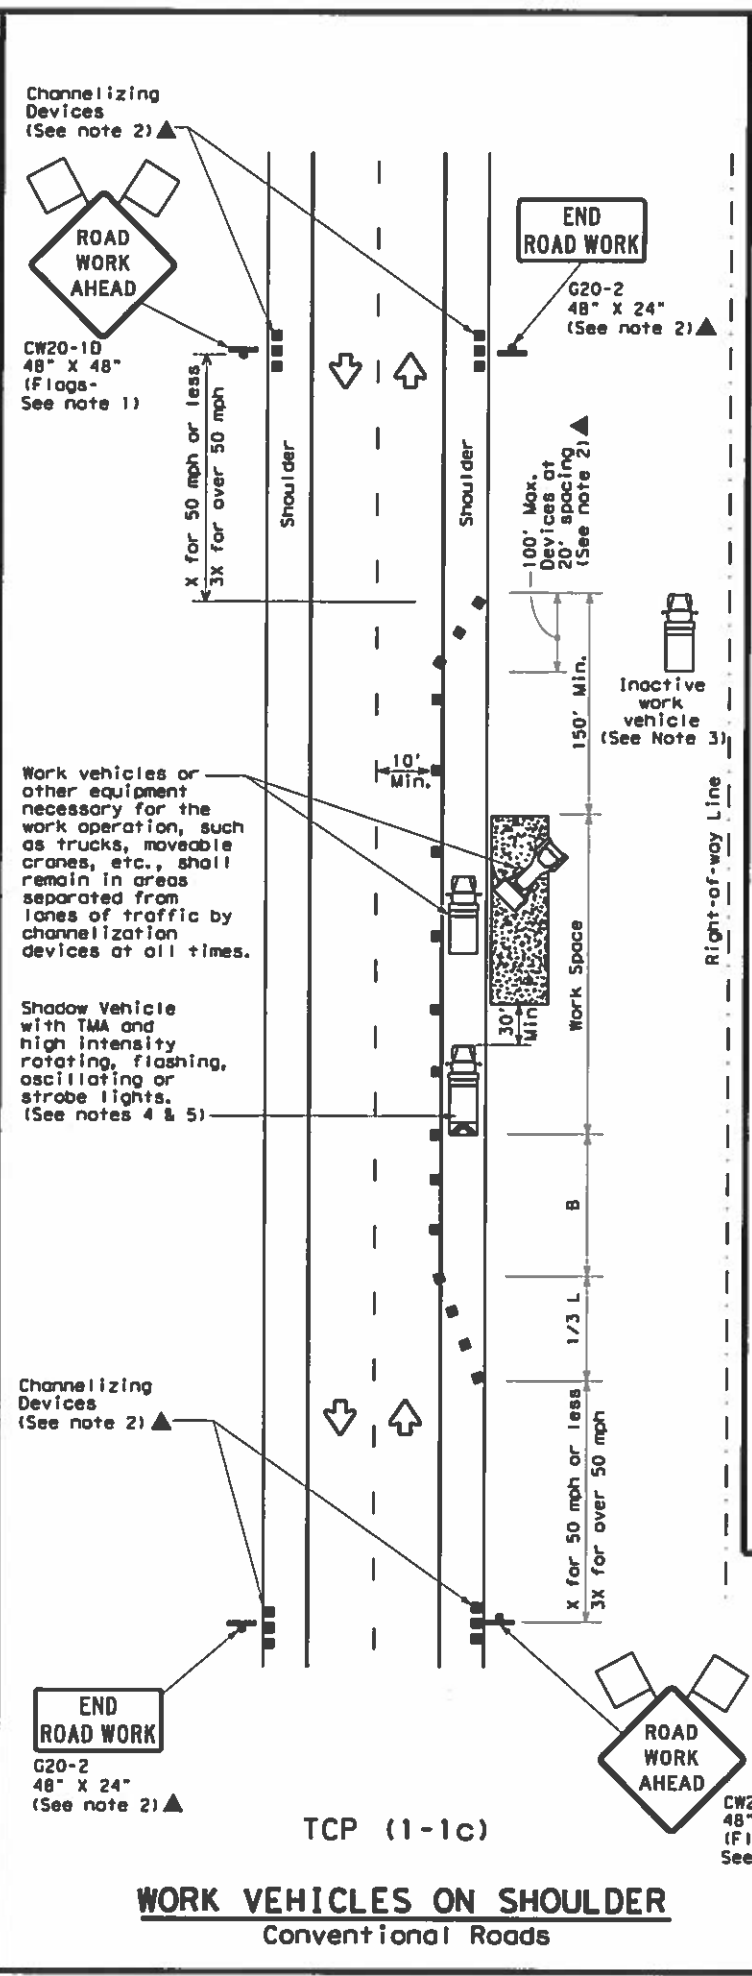 Channelizing
Devices
(See note 2)▲
ROAD
WORK
AHEAD
CW20-1D
48" X 48"
(Flags-
See note 1)
END
ROAD WORK
G20-2
48" X 24"
(See note 2)▲
X for 50 mph or less
3X for over 50 mph
Shoulder
Shoulder
100' Max.
Devices at
20' spacing
(See note 2)▲
150' Min.
Inactive
work
vehicle
(See Note 3)
10'
Min.
Right-of-way Line
Work vehicles or
other equipment
necessary for the
work operation, such
as trucks, moveable
cranes, etc., shall
remain in areas
separated from
lanes of traffic by
channelization
devices at all times.
Work Space
30'
Min
Shadow Vehicle
with TMA and
high intensity
rotating, flashing,
oscillating or
strobe lights.
(See notes 4 & 5)
B
1/3 L
Channelizing
Devices
(See note 2)▲
X for 50 mph or less
3X for over 50 mph
END
ROAD WORK
G20-2
48" X 24"
(See note 2)▲
ROAD
WORK
AHEAD
48"
See
TCP (1-1c)
WORK VEHICLES ON SHOULDER
Conventional Roads